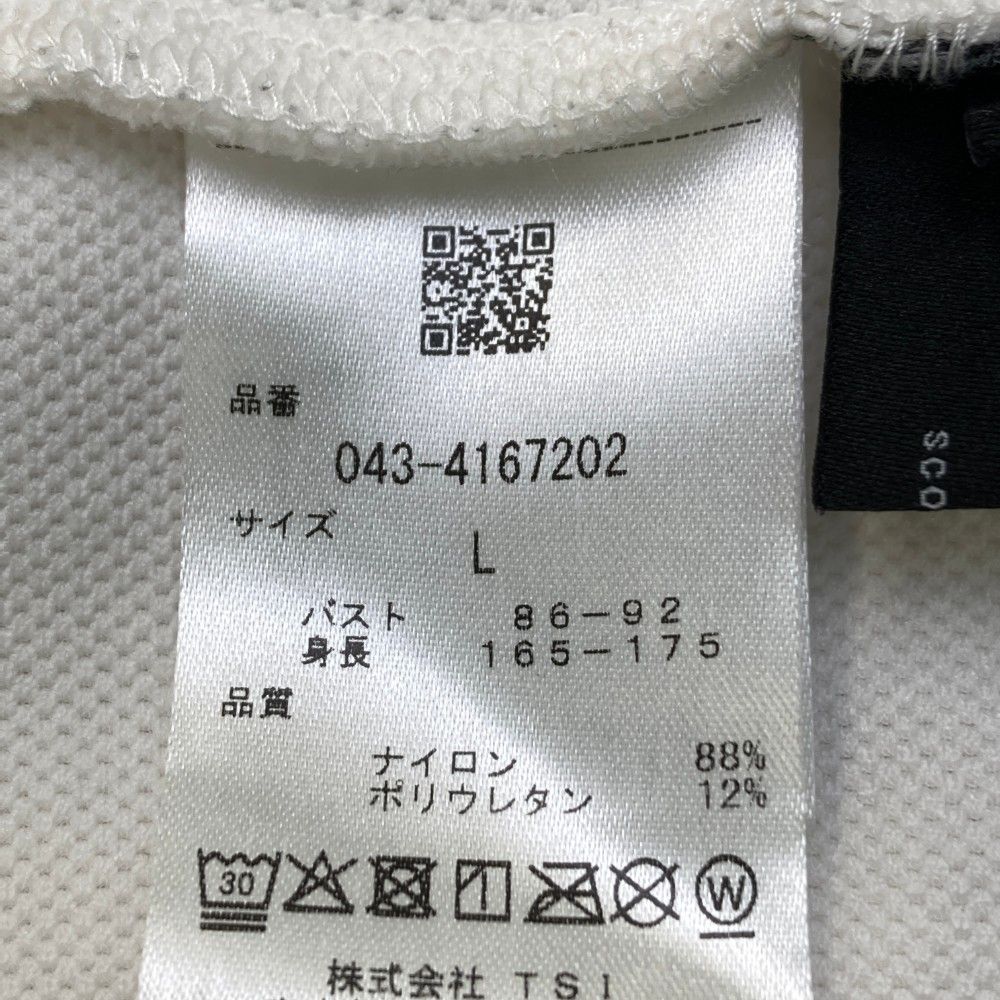 品番
043-4167202
サイズ
L
バスト 86-92
身長 165-175
品質
ナイロン 88%
ポリウレタン 12%
30
W
株式会社 TSI
SCO